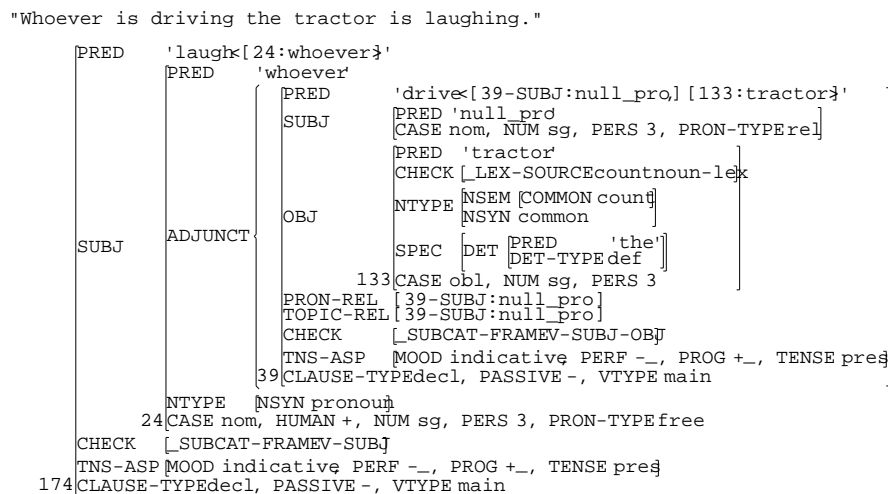 "Whoever is driving the tractor is laughing."
PRED 'laugh<[24:whoever]>'
PRED 'whoever'
PRED 'drive<[39-SUBJ:null_pro], [133:tractor]>'
SUBJ PRED 'null_pro'
CASE nom, NUM sg, PERS 3, PRON-TYPE rel
PRED 'tractor'
CHECK [_LEX-SOURCE countnoun-lex]
NTYPE NSEM [COMMON count]
NSYN common
OBJ
SUBJ ADJUNCT
SPEC DET PRED 'the'
DET-TYPE def
133 CASE obl, NUM sg, PERS 3
PRON-REL [39-SUBJ:null_pro]
TOPIC-REL [39-SUBJ:null_pro]
CHECK [_SUBCAT-FRAME V-SUBJ-OBJ]
TNS-ASP [MOOD indicative, PERF -_, PROG +_, TENSE pres]
39 CLAUSE-TYPE decl, PASSIVE -, VTYPE main
NTYPE [NSYN pronoun]
24 CASE nom, HUMAN +, NUM sg, PERS 3, PRON-TYPE free
CHECK [_SUBCAT-FRAME V-SUBJ]
TNS-ASP [MOOD indicative, PERF -_, PROG +_, TENSE pres]
174 CLAUSE-TYPE decl, PASSIVE -, VTYPE main